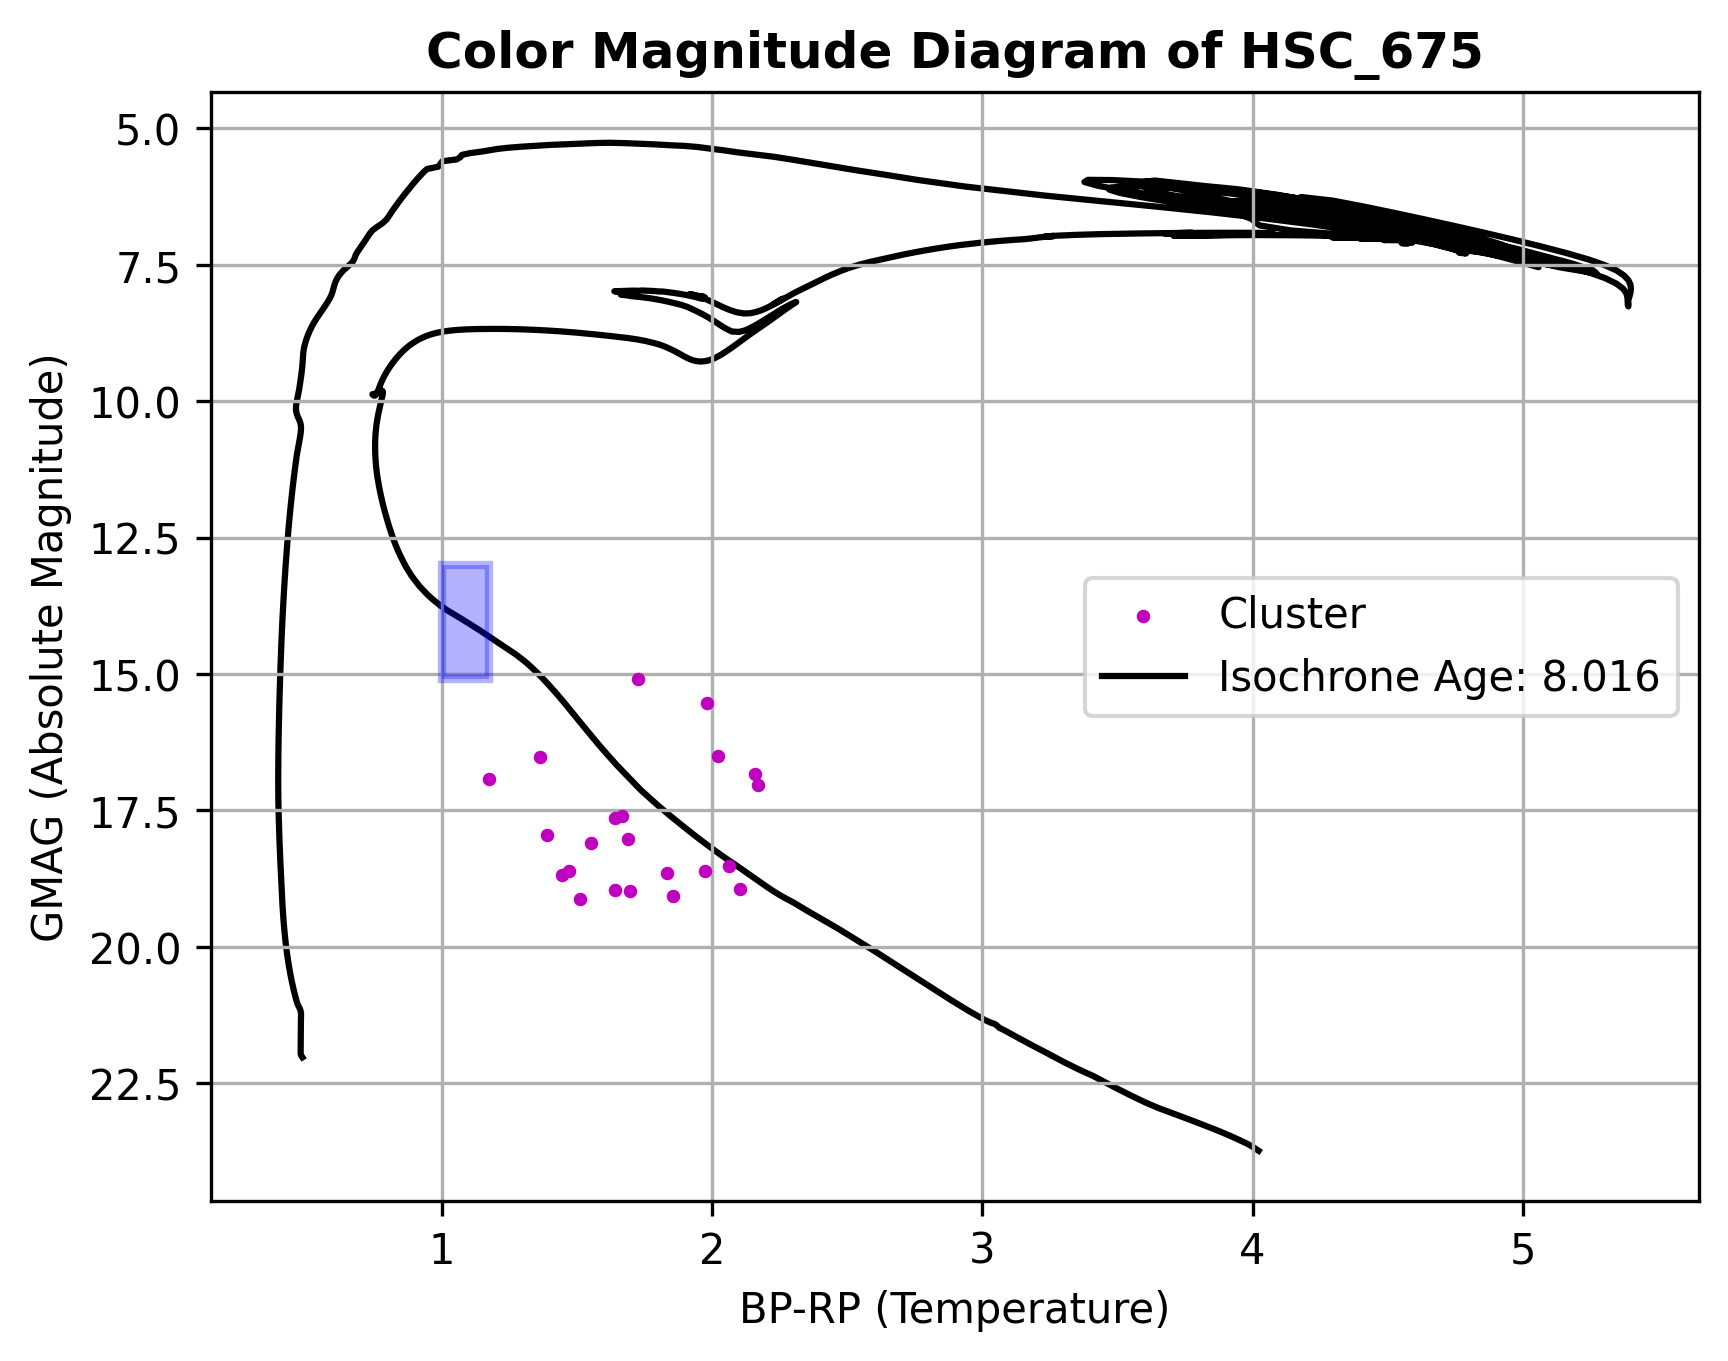 Color Magnitude Diagram of HSC_675
GMAG (Absolute Magnitude)
5.0
7.5
10.0
12.5
15.0
17.5
20.0
22.5
Cluster
Isochrone Age: 8.016
1 2 3 4 5
BP-RP (Temperature)